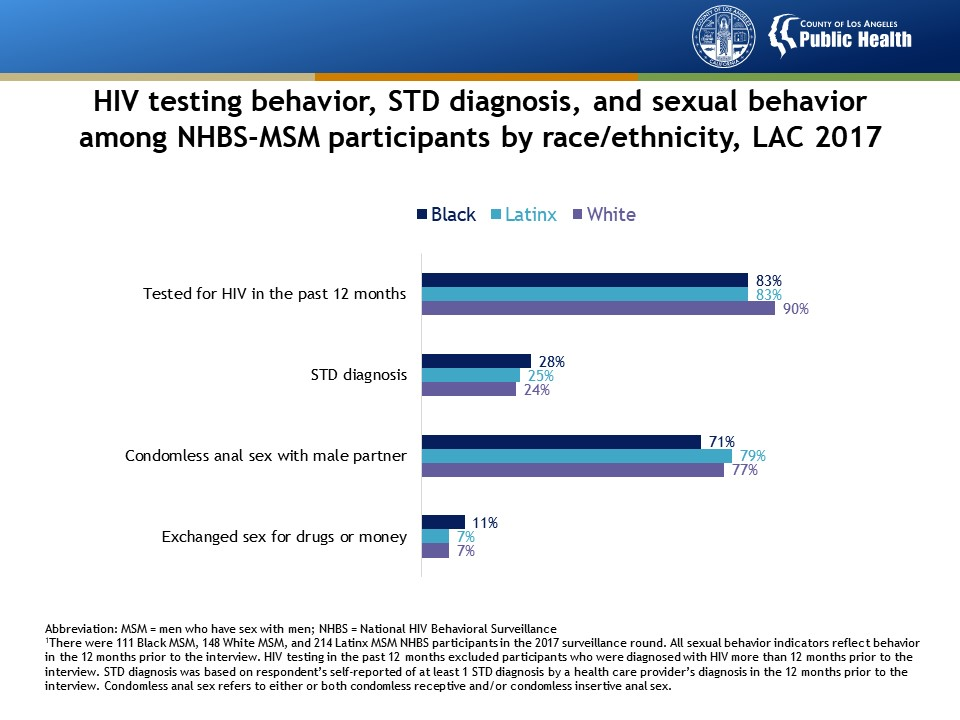 COUNTY OF LOS ANGELES
Public Health
HIV testing behavior, STD diagnosis, and sexual behavior
among NHBS-MSM participants by race/ethnicity, LAC 2017
Black Latinx White
Tested for HIV in the past 12 months
83%
83%
90%
STD diagnosis
28%
25%
24%
Condomless anal sex with male partner
71%
79%
77%
Exchanged sex for drugs or money
11%
7%
7%
Abbreviation: MSM = men who have sex with men; NHBS = National HIV Behavioral Surveillance
¹There were 111 Black MSM, 148 White MSM, and 214 Latinx MSM NHBS participants in the 2017 surveillance round. All sexual behavior indicators reflect behavior
in the 12 months prior to the interview. HIV testing in the past 12 months excluded participants who were diagnosed with HIV more than 12 months prior to the
interview. STD diagnosis was based on respondent's self-reported of at least 1 STD diagnosis by a health care provider's diagnosis in the 12 months prior to the
interview. Condomless anal sex refers to either or both condomless receptive and/or condomless insertive anal sex.